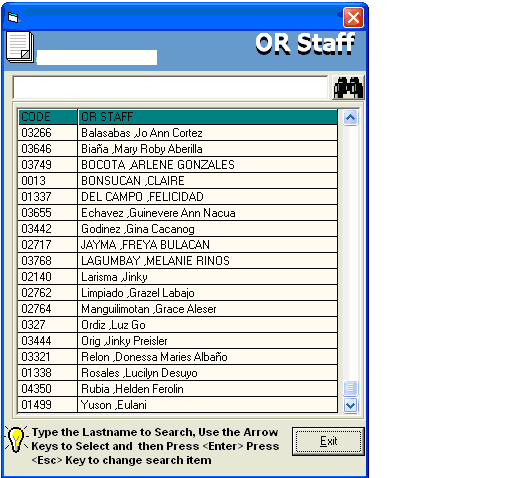 OR Staff
CODE OR STAFF
03266 Balasabas ,Jo Ann Cortez
03646 Biaña ,Mary Roby Aberilla
03749 BOCOTA ,ARLENE GONZALES
0013 BONSUCAN ,CLAIRE
01337 DEL CAMPO ,FELICIDAD
03655 Echavez ,Guinevere Ann Nacua
03442 Godinez ,Gina Cacanog
02717 JAYMA ,FREYA BULACAN
03768 LAGUMBAY ,MELANIE RINOS
02140 Larisma ,Jinky
02762 Limpiado ,Grazel Labajo
02764 Manguilimotan ,Grace Aleser
0327 Ordiz ,Luz Go
03444 Orig ,Jinky Preisler
03321 Relon ,Donessa Maries Albaño
01338 Rosales ,Lucilyn Desuyo
04350 Rubia ,Helden Ferolin
01499 Yuson ,Eulani
Type the Lastname to Search, Use the Arrow
Keys to Select and then Press <Enter> Press
<Esc> Key to change search item
Exit